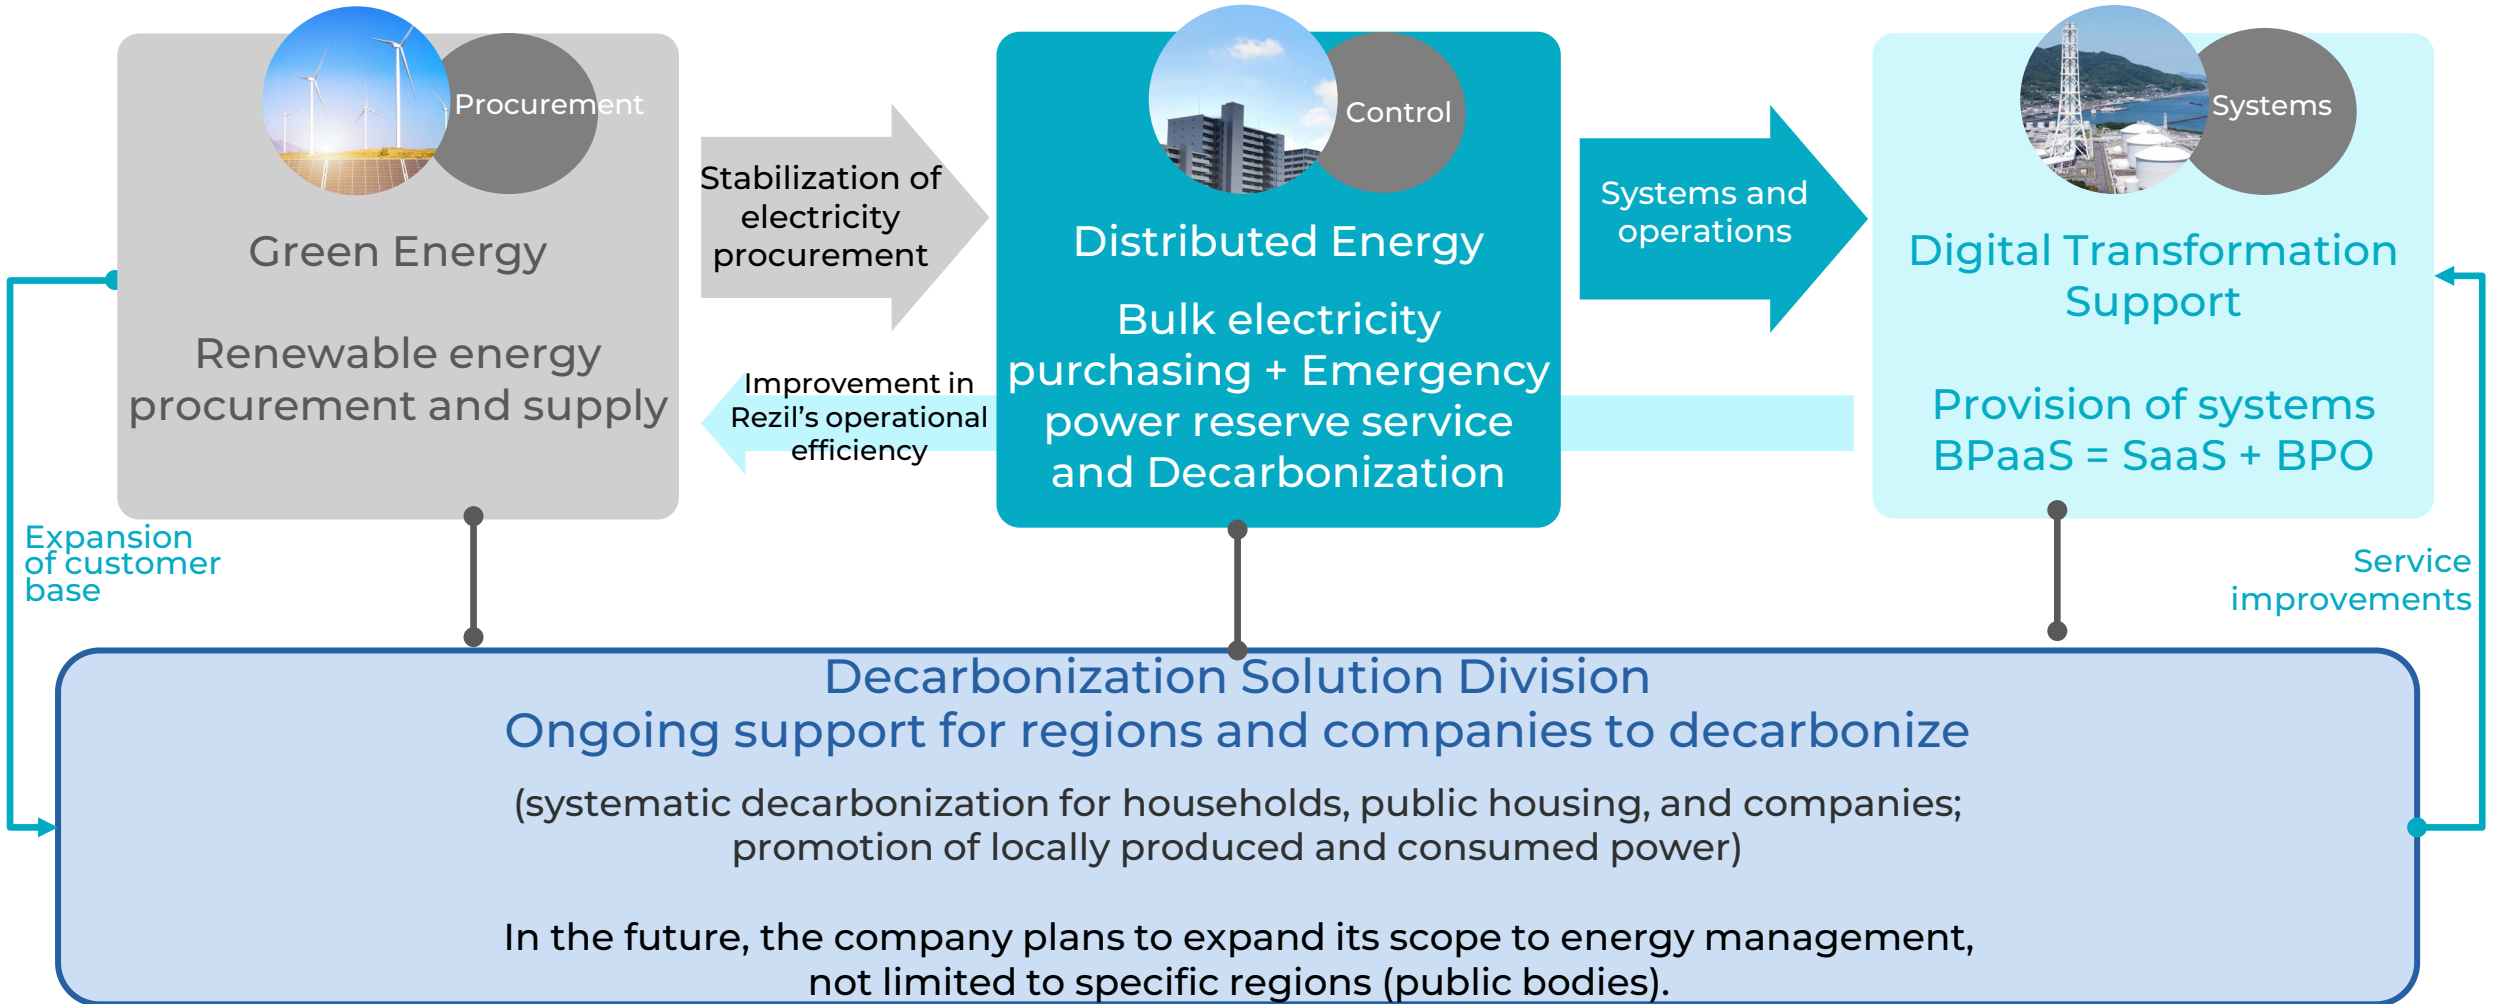 Procurement
Green Energy
Renewable energy
procurement and supply
Stabilization of
electricity
procurement
Improvement in
Rezil’s operational
efficiency
Control
Distributed Energy
Bulk electricity
purchasing + Emergency
power reserve service
and Decarbonization
Systems and
operations
Systems
Digital Transformation
Support
Provision of systems
BPaaS = SaaS + BPO
Expansion
of customer
base
Service
improvements
Decarbonization Solution Division
Ongoing support for regions and companies to decarbonize
(systematic decarbonization for households, public housing, and companies;
promotion of locally produced and consumed power)
In the future, the company plans to expand its scope to energy management,
not limited to specific regions (public bodies).